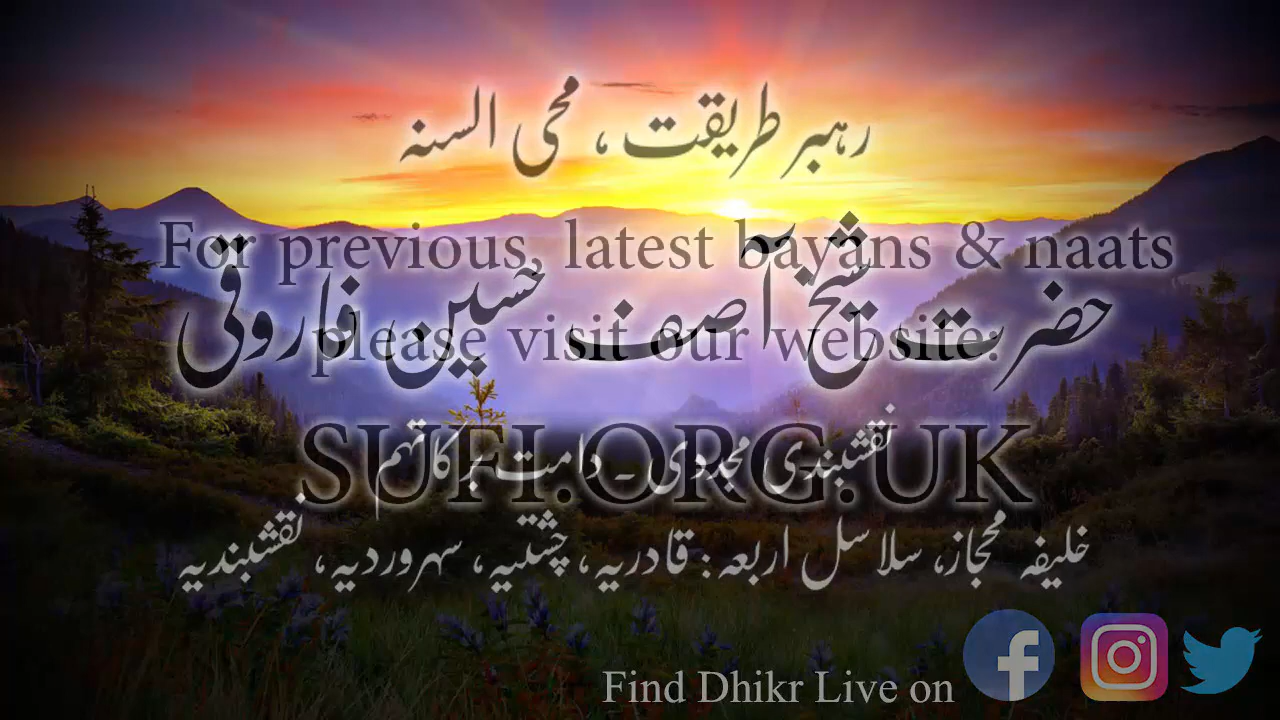 رہبر طریقت، محی السنہ
For previous, latest bayans & naats
حضرت شیخ آصف حسین فاروقی
please visit our website:
نقشبندی مجددی ۔ دامت برکاتہم
SUFI.ORG.UK
خلیفہ مجاز، سلاسل اربعہ: قادریہ، چشتیہ، سہروردیہ، نقشبندیہ
Find Dhikr Live on